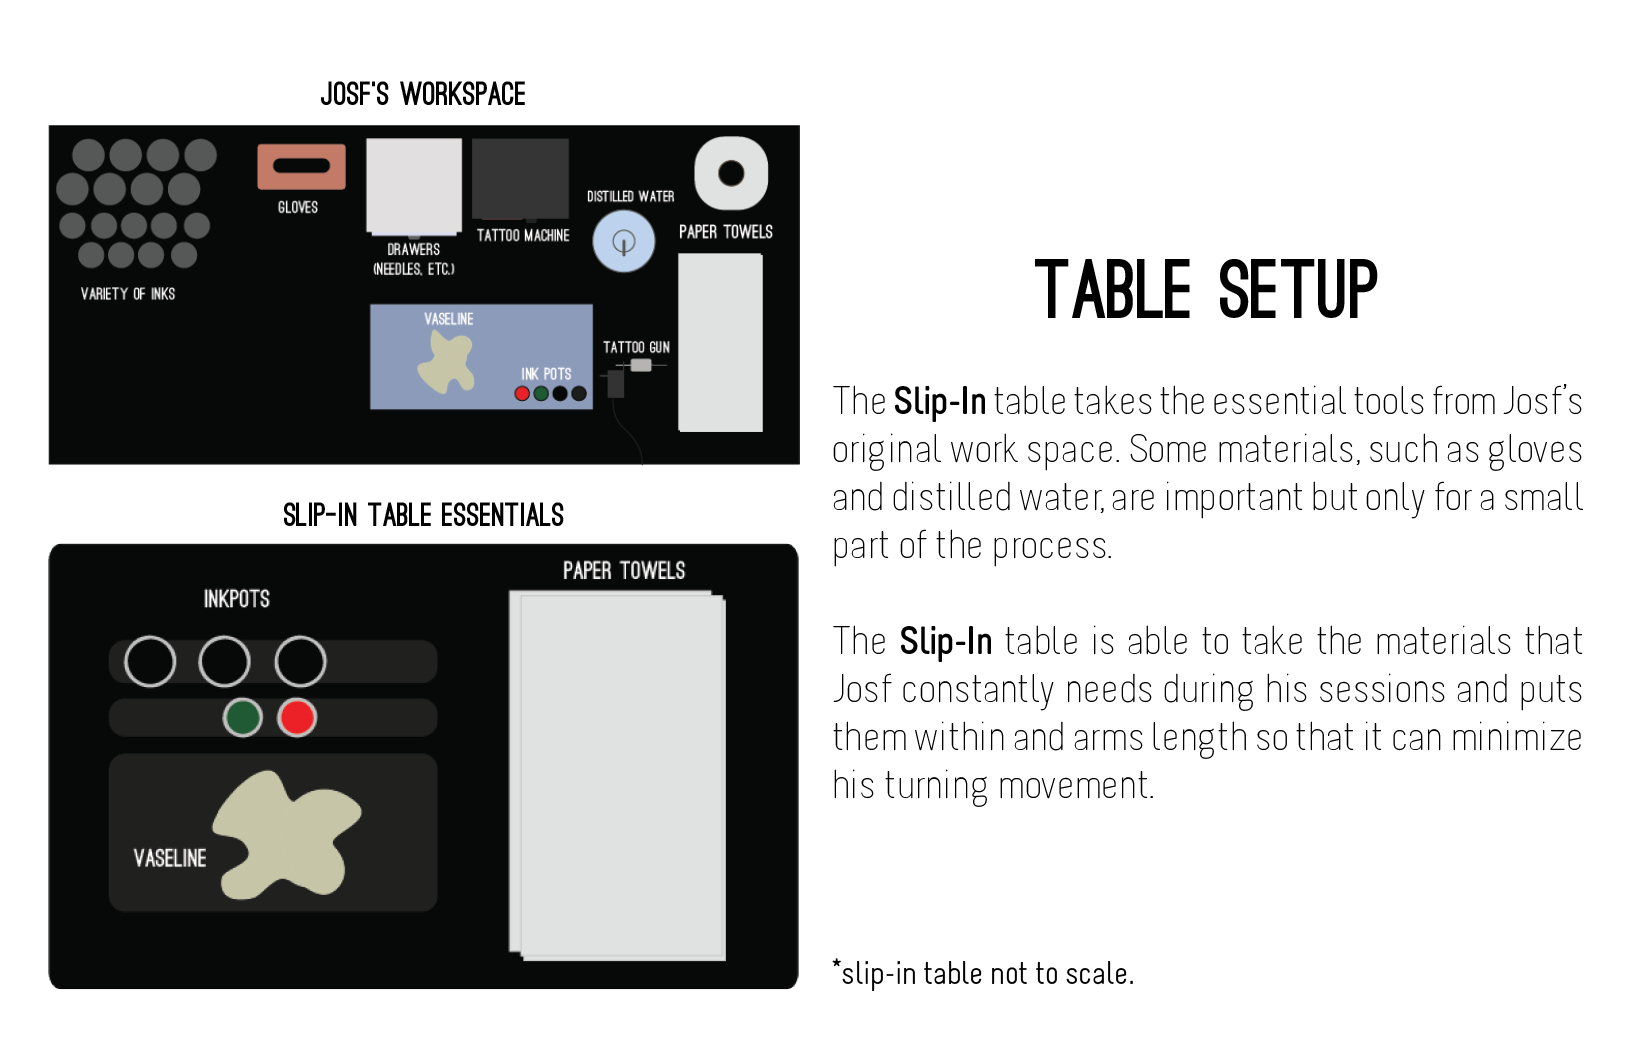 JOSF'S WORKSPACE
GLOVES
DISTILLED WATER
DRAWERS
(NEEDLES, ETC.)
TATTOO MACHINE
PAPER TOWELS
VARIETY OF INKS
VASELINE
TATTOO GUN
INK POTS
SLIP-IN TABLE ESSENTIALS
PAPER TOWELS
INKPOTS
VASELINE
TABLE SETUP
The Slip-In table takes the essential tools from Josf's
original work space. Some materials, such as gloves
and distilled water, are important but only for a small
part of the process.
The Slip-In table is able to take the materials that
Josf constantly needs during his sessions and puts
them within and arms length so that it can minimize
his turning movement.
*slip-in table not to scale.